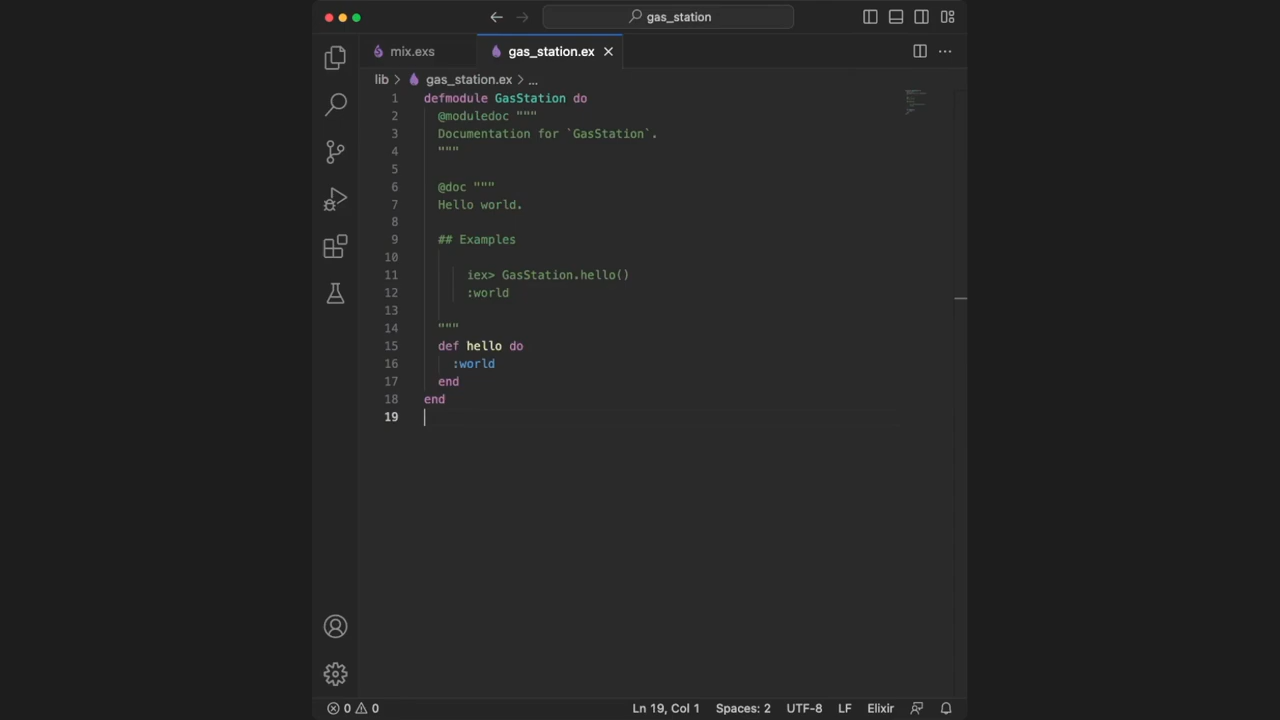 gas_station
mix.exs
gas_station.ex
lib > gas_station.ex > ...
1 defmodule GasStation do
2 @moduledoc """
3 Documentation for `GasStation`.
4 """
5
6 @doc """
7 Hello world.
8
9 ## Examples
10
11 iex> GasStation.hello()
12 :world
13
14 """
15 def hello do
16 :world
17 end
18 end
19
0 0 Ln 19, Col 1 Spaces: 2 UTF-8 LF Elixir